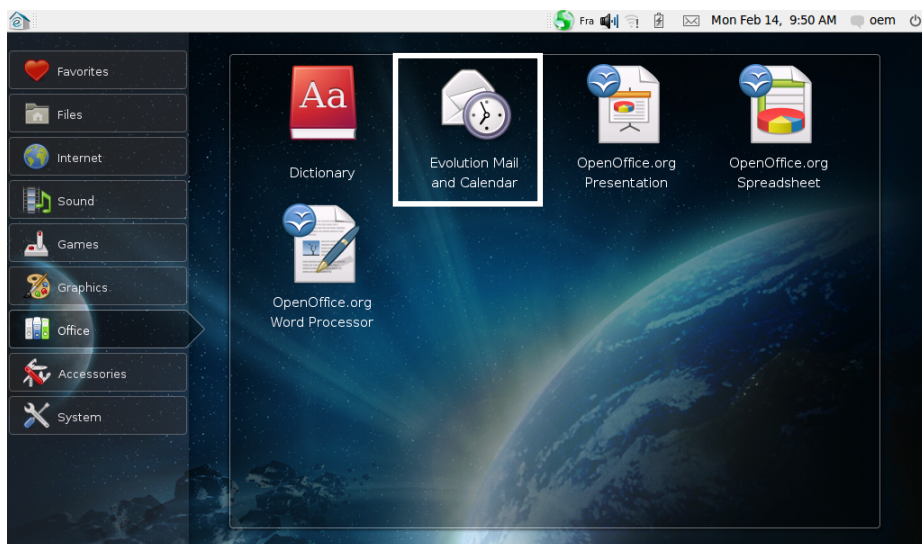 Fra
Mon Feb 14, 9:50 AM
oem
Favorites
Files
Internet
Sound
Games
Graphics
Office
Accessories
System
Aa
Dictionary
Evolution Mail
and Calendar
OpenOffice.org
Presentation
OpenOffice.org
Spreadsheet
OpenOffice.org
Word Processor